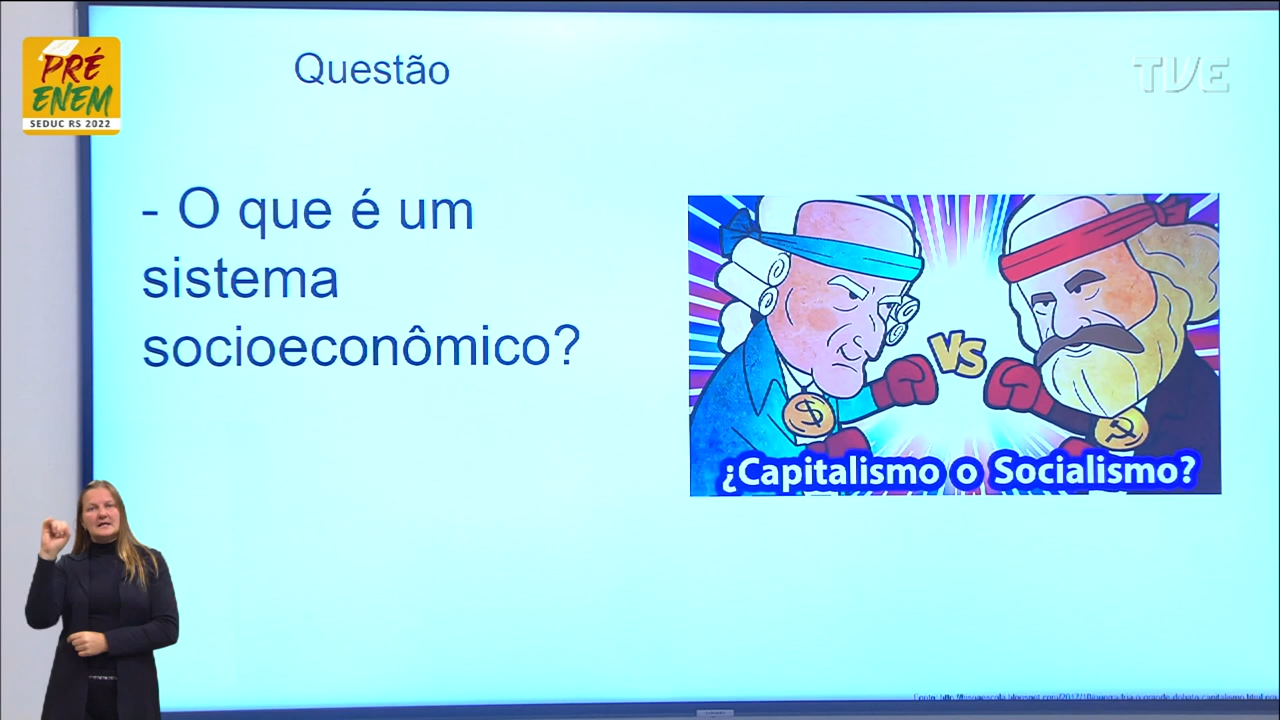 PRÉ
ENEM
SEDUC RS 2022
Questão
TVE
- O que é um
sistema
socioeconômico?
VS
$
¿Capitalismo o Socialismo?